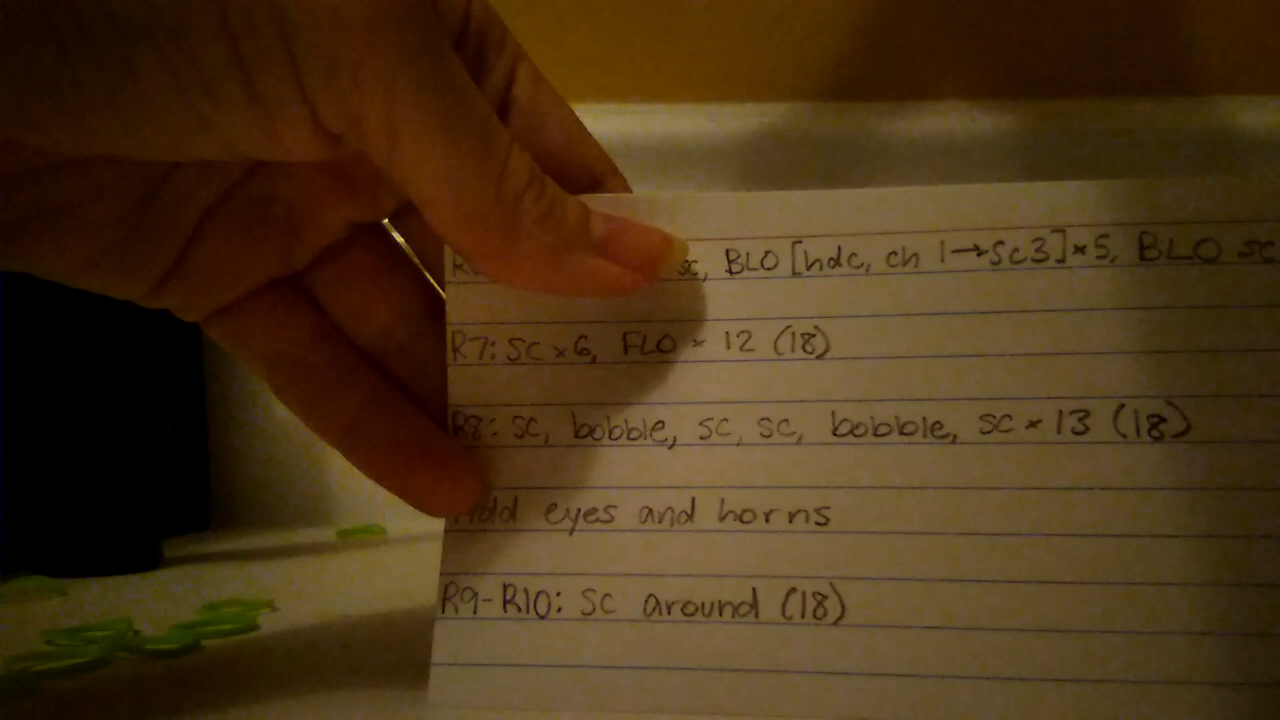 sc, BLO [hdc, ch 1→sc3]×5, BLO sc
R7: sc×6, FLO × 12 (18)
R8: sc, bobble, sc, sc, bobble, sc × 13 (18)
Add eyes and horns
R9-R10: sc around (18)